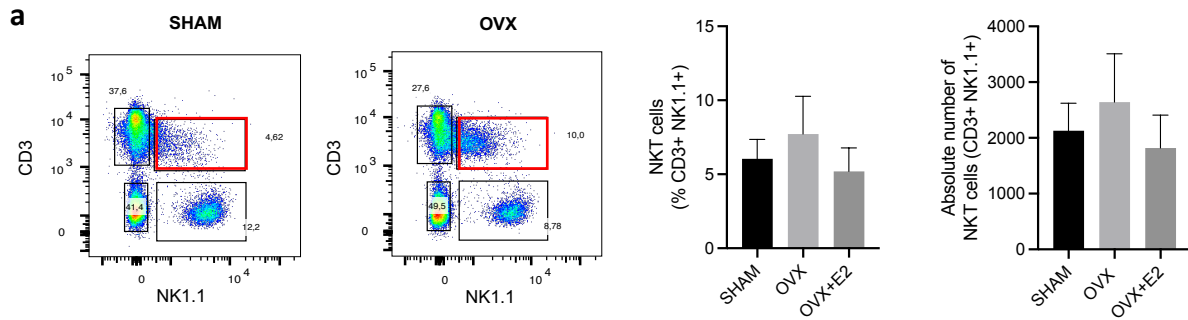 a
SHAM
OVX
CD3
10^5
10^4
10^3
0
37,6
4,62
41,4
12,2
0
10^4
NK1.1
CD3
10^5
10^4
10^3
0
27,6
10,0
49,5
8,78
0
10^4
NK1.1
NKT cells
(% CD3+ NK1.1+)
15
10
5
0
SHAM
OVX
OVX+E2
Absolute number of
NKT cells (CD3+ NK1.1+)
4000
3000
2000
1000
0
SHAM
OVX
OVX+E2